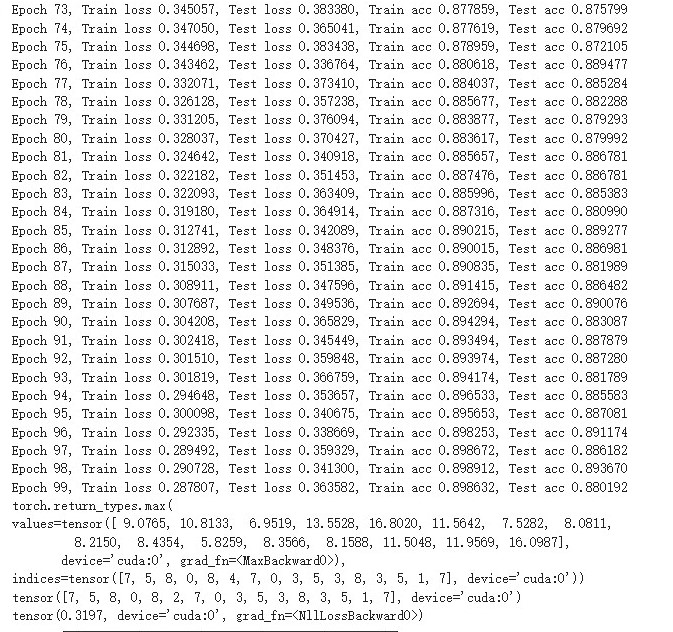 Epoch 73, Train loss 0.345057, Test loss 0.383380, Train acc 0.877859, Test acc 0.875799
Epoch 74, Train loss 0.347050, Test loss 0.365041, Train acc 0.877619, Test acc 0.879692
Epoch 75, Train loss 0.344698, Test loss 0.383438, Train acc 0.878959, Test acc 0.872105
Epoch 76, Train loss 0.343462, Test loss 0.336764, Train acc 0.880618, Test acc 0.889477
Epoch 77, Train loss 0.332071, Test loss 0.373410, Train acc 0.884037, Test acc 0.885284
Epoch 78, Train loss 0.326128, Test loss 0.357238, Train acc 0.885677, Test acc 0.882288
Epoch 79, Train loss 0.331205, Test loss 0.376094, Train acc 0.883877, Test acc 0.879293
Epoch 80, Train loss 0.328037, Test loss 0.370427, Train acc 0.883617, Test acc 0.879992
Epoch 81, Train loss 0.324642, Test loss 0.340918, Train acc 0.885657, Test acc 0.886781
Epoch 82, Train loss 0.322182, Test loss 0.351453, Train acc 0.887476, Test acc 0.886781
Epoch 83, Train loss 0.322093, Test loss 0.363409, Train acc 0.885996, Test acc 0.885383
Epoch 84, Train loss 0.319180, Test loss 0.364914, Train acc 0.887316, Test acc 0.880990
Epoch 85, Train loss 0.312741, Test loss 0.342089, Train acc 0.890215, Test acc 0.889277
Epoch 86, Train loss 0.312892, Test loss 0.348376, Train acc 0.890015, Test acc 0.886981
Epoch 87, Train loss 0.315033, Test loss 0.351385, Train acc 0.890835, Test acc 0.881989
Epoch 88, Train loss 0.308911, Test loss 0.347596, Train acc 0.891415, Test acc 0.886482
Epoch 89, Train loss 0.307687, Test loss 0.349536, Train acc 0.892694, Test acc 0.890076
Epoch 90, Train loss 0.304208, Test loss 0.365829, Train acc 0.894294, Test acc 0.883087
Epoch 91, Train loss 0.302418, Test loss 0.345449, Train acc 0.893494, Test acc 0.887879
Epoch 92, Train loss 0.301510, Test loss 0.359848, Train acc 0.893974, Test acc 0.887280
Epoch 93, Train loss 0.301819, Test loss 0.366759, Train acc 0.894174, Test acc 0.881789
Epoch 94, Train loss 0.294648, Test loss 0.353657, Train acc 0.896533, Test acc 0.885583
Epoch 95, Train loss 0.300098, Test loss 0.340675, Train acc 0.895653, Test acc 0.887081
Epoch 96, Train loss 0.292335, Test loss 0.338669, Train acc 0.898253, Test acc 0.891174
Epoch 97, Train loss 0.289492, Test loss 0.359329, Train acc 0.898672, Test acc 0.886182
Epoch 98, Train loss 0.290728, Test loss 0.341300, Train acc 0.898912, Test acc 0.893670
Epoch 99, Train loss 0.287807, Test loss 0.363582, Train acc 0.898632, Test acc 0.880192
torch.return_types.max(
values=tensor([ 9.0765, 10.8133,  6.9519, 13.5528, 16.8020, 11.5642,  7.5282,  8.0811,
8.2150,  8.4354,  5.8259,  8.3566,  8.1588, 11.5048, 11.9569, 16.0987],
device='cuda:0', grad_fn=<MaxBackward0>),
indices=tensor([7, 5, 8, 0, 8, 4, 7, 0, 3, 5, 3, 8, 3, 5, 1, 7], device='cuda:0'))
tensor([7, 5, 8, 0, 8, 2, 7, 0, 3, 5, 3, 8, 3, 5, 1, 7], device='cuda:0')
tensor(0.3197, device='cuda:0', grad_fn=<NllLossBackward0>)